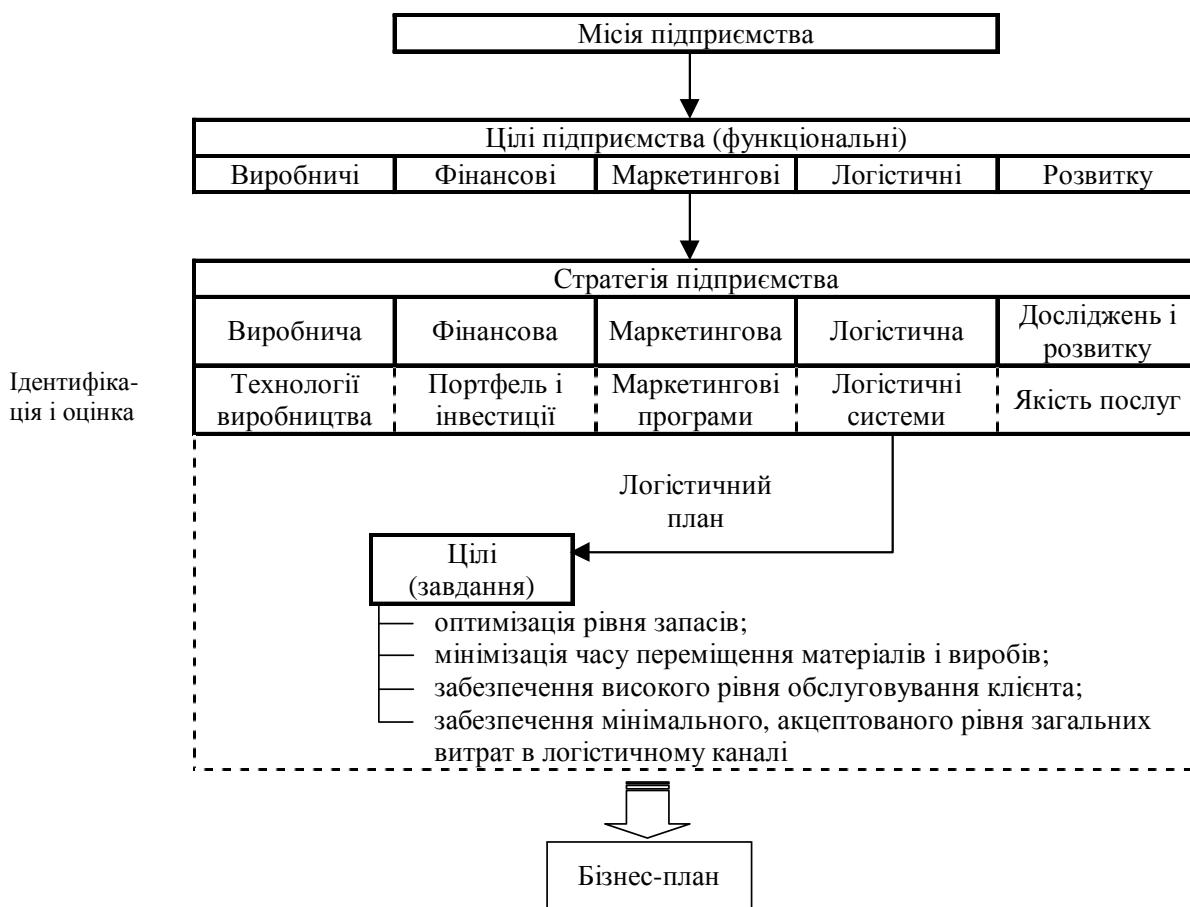 Місія підприємства
Цілі підприємства (функціональні)
Виробничі Фінансові Маркетингові Логістичні Розвитку
Стратегія підприємства
Виробнича Фінансова Маркетингова Логістична Досліджень і
розвитку
Ідентифіка-
ція і оцінка
Технології
виробництва
Портфель і
інвестиції
Маркетингові
програми
Логістичні
системи
Якість послуг
Логістичний
план
Цілі
(завдання)
оптимізація рівня запасів;
мінімізація часу переміщення матеріалів і виробів;
забезпечення високого рівня обслуговування клієнта;
забезпечення мінімального, акцептованого рівня загальних
витрат в логістичному каналі
Бізнес-план